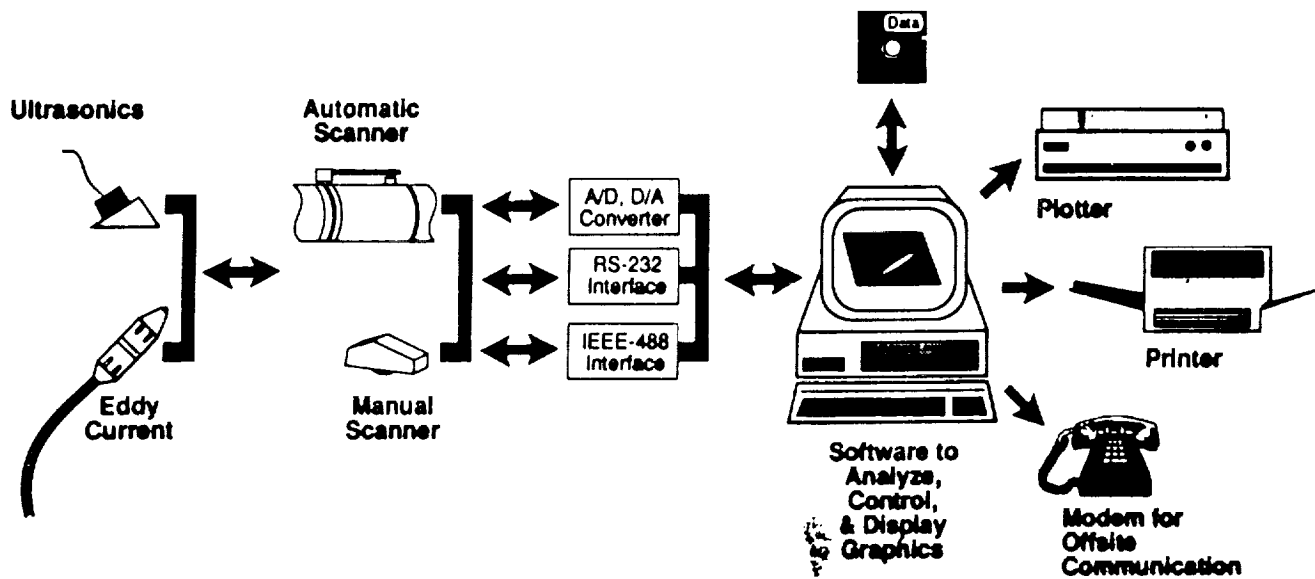 Data
Ultrasonics
Automatic
Scanner
A/D, D/A
Converter
Plotter
RS-232
Interface
IEEE-488
Interface
Printer
Eddy
Current
Manual
Scanner
Software to
Analyze,
Control,
& Display
Graphics
Modem for
Offsite
Communication